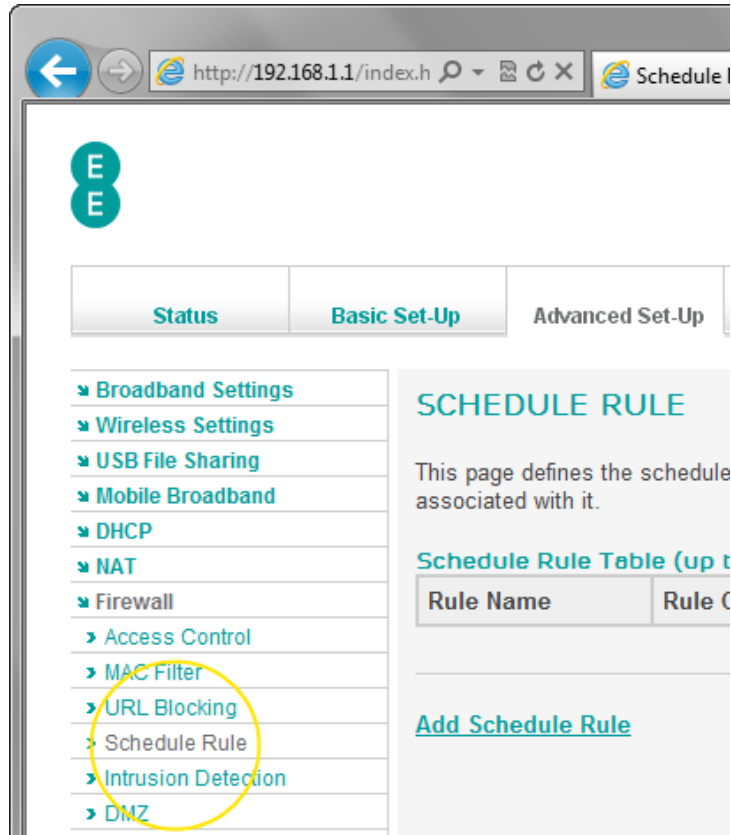 http://192.168.1.1/index.h
Schedule
E
E
Status
Basic Set-Up
Advanced Set-Up
Broadband Settings
Wireless Settings
USB File Sharing
Mobile Broadband
DHCP
NAT
Firewall
Access Control
MAC Filter
URL Blocking
Schedule Rule
Intrusion Detection
DMZ
SCHEDULE RULE
This page defines the schedule
associated with it.
Schedule Rule Table (up t
Rule Name
Rule
Add Schedule Rule